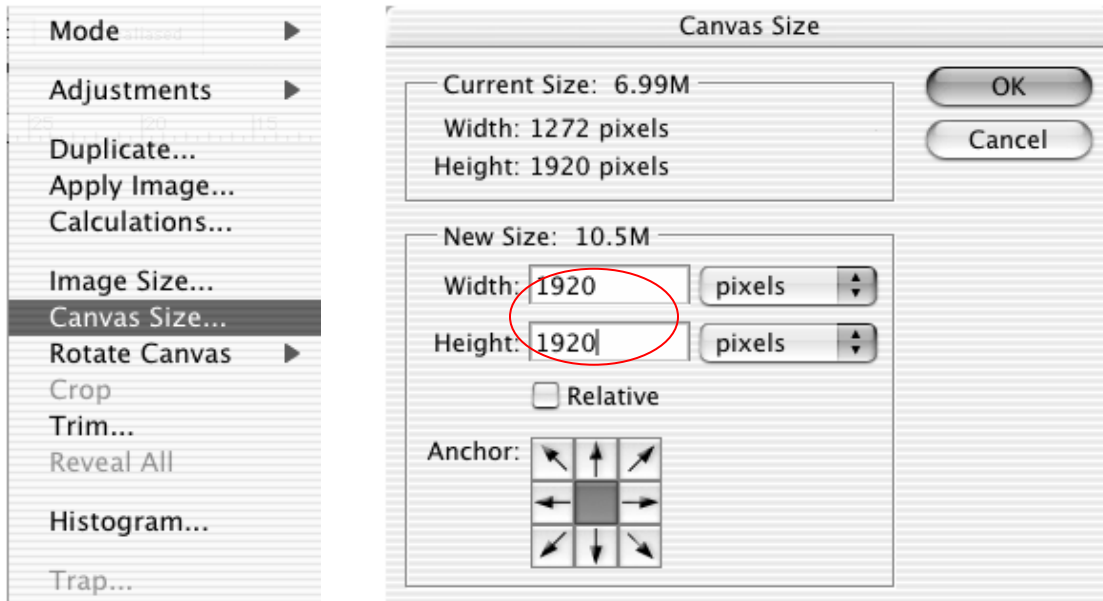 Mode
Adjustments
Duplicate...
Apply Image...
Calculations...
Image Size...
Canvas Size...
Rotate Canvas
Crop
Trim...
Reveal All
Histogram...
Trap...
Canvas Size
Current Size: 6.99M
Width: 1272 pixels
Height: 1920 pixels
OK
Cancel
New Size: 10.5M
Width: 1920 pixels
Height: 1920 pixels
Relative
Anchor: